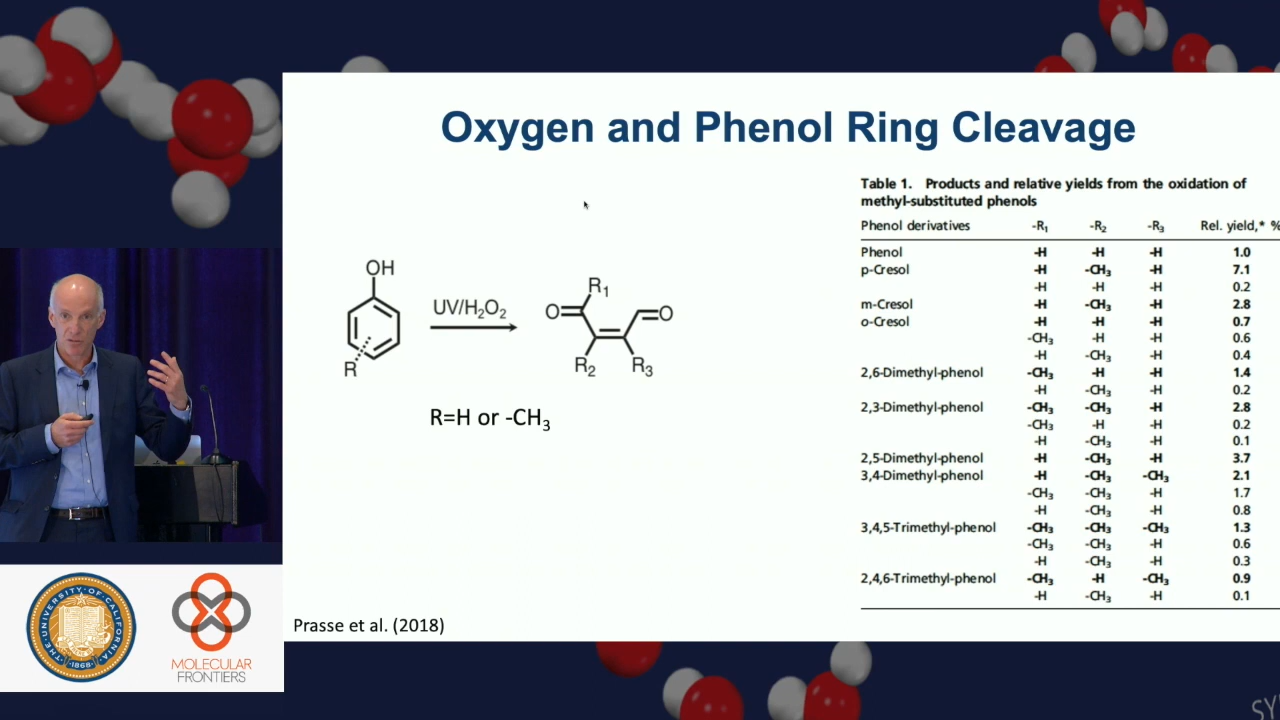 Oxygen and Phenol Ring Cleavage
OH
R
UV/H₂O₂
O
R₁
O
R₂
R₃
R=H or -CH₃
Table 1. Products and relative yields from the oxidation of
methyl-substituted phenols
Phenol derivatives -R₁ -R₂ -R₃ Rel. yield,* %
Phenol -H -H -H 1.0
p-Cresol -H -CH₃ -H 7.1
-H -H -H 0.2
m-Cresol -H -CH₃ -H 2.8
o-Cresol -H -H -H 0.7
-CH₃ -H -H 0.6
-H -CH₃ -H 0.4
2,6-Dimethyl-phenol -CH₃ -H -H 1.4
-H -CH₃ -H 0.2
2,3-Dimethyl-phenol -CH₃ -CH₃ -H 2.8
-CH₃ -H -H 0.2
-H -CH₃ -H 0.1
2,5-Dimethyl-phenol -H -CH₃ -H 3.7
3,4-Dimethyl-phenol -H -CH₃ -CH₃ 2.1
-CH₃ -CH₃ -H 1.7
-H -CH₃ -H 0.8
3,4,5-Trimethyl-phenol -CH₃ -CH₃ -CH₃ 1.3
-CH₃ -CH₃ -H 0.6
-H -CH₃ -H 0.3
2,4,6-Trimethyl-phenol -CH₃ -H -CH₃ 0.9
-H -CH₃ -H 0.1
Prasse et al. (2018)
·THE·UNIVERSITY·OF·CALIFORNIA·
·1868·
MOLECULAR
FRONTIERS